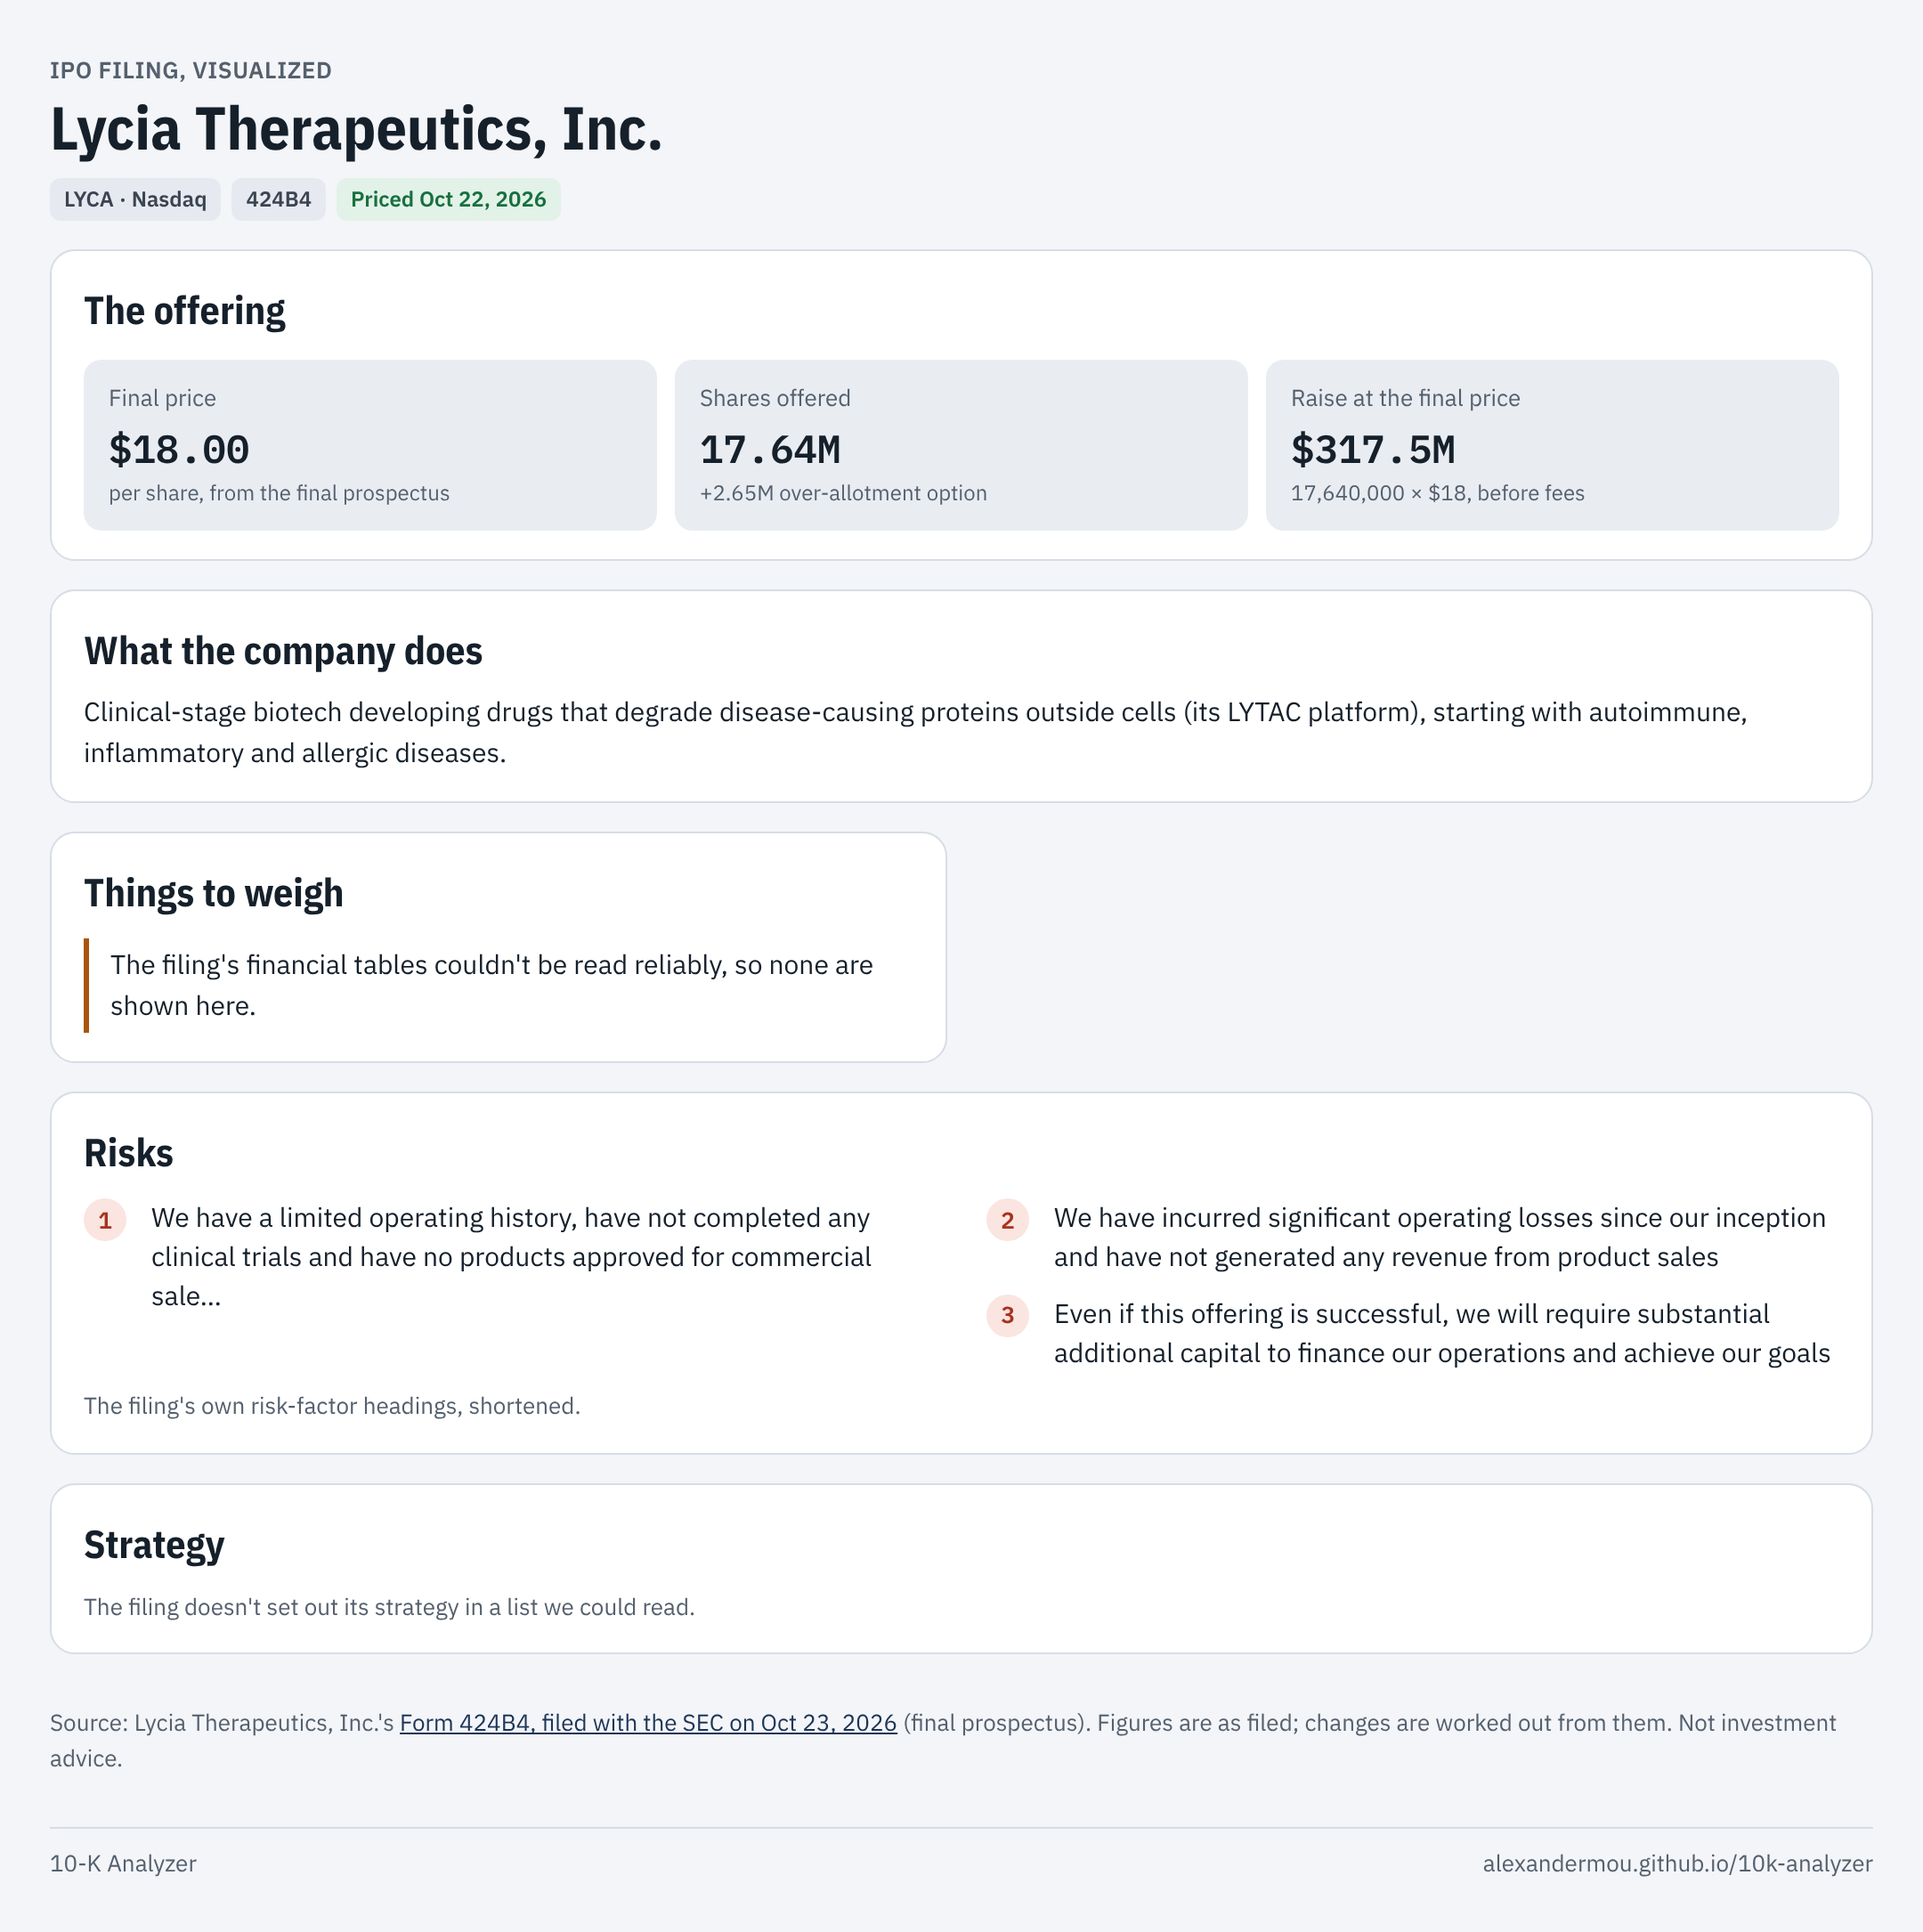 IPO FILING, VISUALIZED
Lycia Therapeutics, Inc.
LYCA · Nasdaq
424B4
Priced Oct 22, 2026
The offering
Final price
$18.00
per share, from the final prospectus
Shares offered
17.64M
+2.65M over-allotment option
Raise at the final price
$317.5M
17,640,000 × $18, before fees
What the company does
Clinical-stage biotech developing drugs that degrade disease-causing proteins outside cells (its LYTAC platform), starting with autoimmune,
inflammatory and allergic diseases.
Things to weigh
The filing's financial tables couldn't be read reliably, so none are
shown here.
Risks
1
We have a limited operating history, have not completed any
clinical trials and have no products approved for commercial
sale...
2
We have incurred significant operating losses since our inception
and have not generated any revenue from product sales
3
Even if this offering is successful, we will require substantial
additional capital to finance our operations and achieve our goals
The filing's own risk-factor headings, shortened.
Strategy
The filing doesn't set out its strategy in a list we could read.
Source: Lycia Therapeutics, Inc.'s Form 424B4, filed with the SEC on Oct 23, 2026 (final prospectus). Figures are as filed; changes are worked out from them. Not investment
advice.
10-K Analyzer
alexandermou.github.io/10k-analyzer